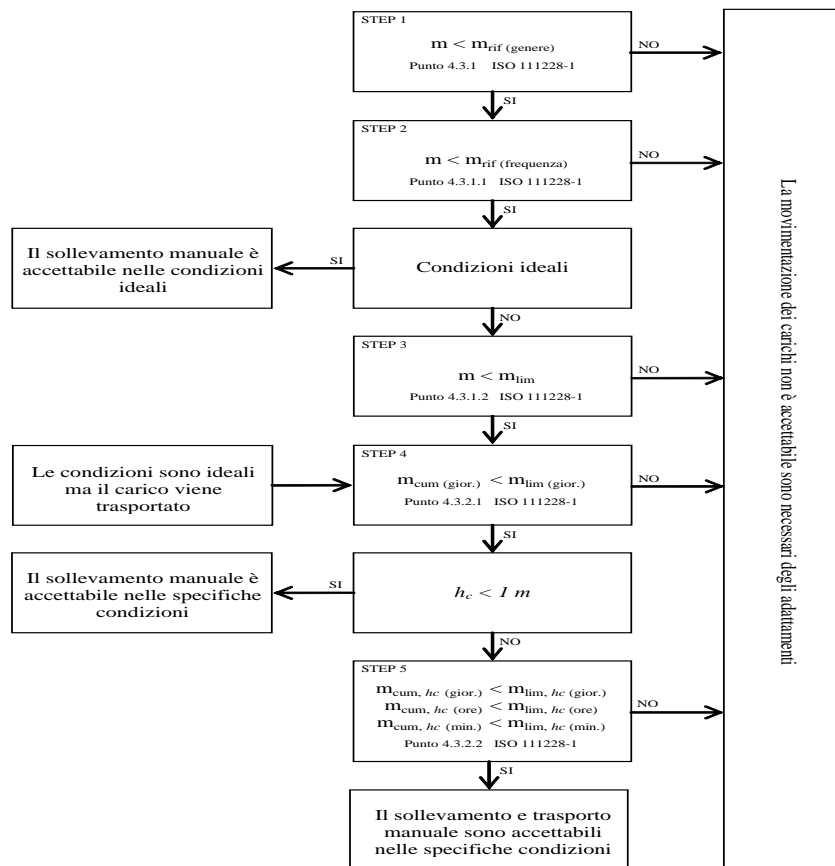 STEP 1
m < m rif (genere)
Punto 4.3.1 ISO 111228-1
NO
SI
STEP 2
m < m rif (frequenza)
Punto 4.3.1.1 ISO 111228-1
NO
SI
Il sollevamento manuale è
accettabile nelle condizioni
ideali
SI
Condizioni ideali
NO
STEP 3
m < m lim
Punto 4.3.1.2 ISO 111228-1
NO
SI
Le condizioni sono ideali
ma il carico viene
trasportato
STEP 4
m cum (gior.) < m lim (gior.)
Punto 4.3.2.1 ISO 111228-1
NO
SI
Il sollevamento manuale è
accettabile nelle specifiche
condizioni
SI
hc < 1 m
NO
STEP 5
m cum, hc (gior.) < m lim, hc (gior.)
m cum, hc (ore) < m lim, hc (ore)
m cum, hc (min.) < m lim, hc (min.)
Punto 4.3.2.2 ISO 111228-1
NO
SI
Il sollevamento e trasporto
manuale sono accettabili
nelle specifiche condizioni
La movimentazione dei carichi non è accettabile sono necessari degli adattamenti